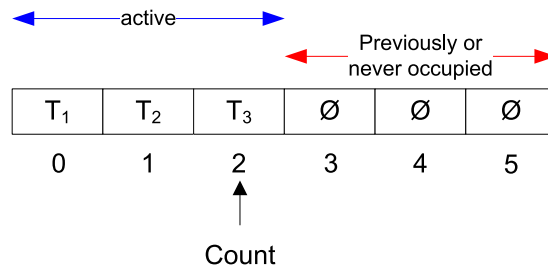 active
Previously or
never occupied
T₁ T₂ T₃ Ø Ø Ø
0 1 2 3 4 5
Count